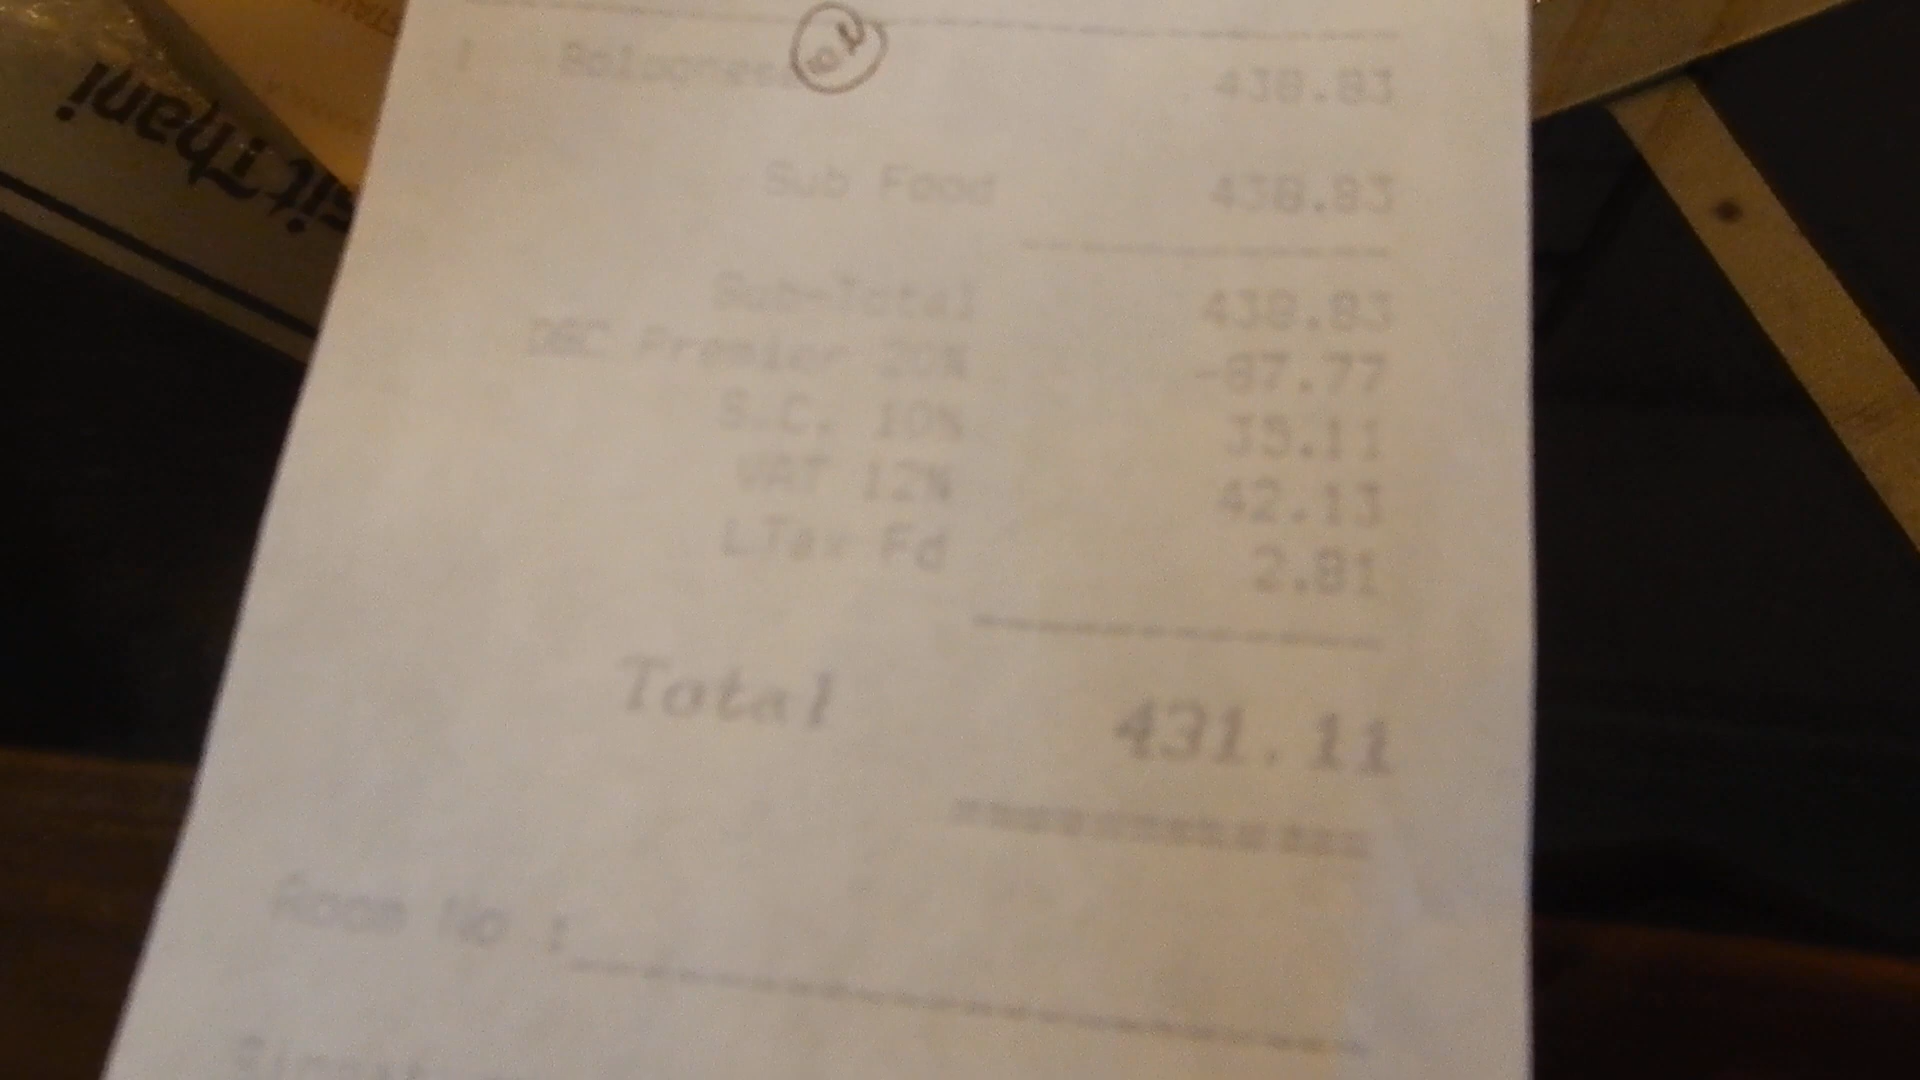 1 Bolognese 438.83
Sub Food 438.83
Sub-Total 438.83
D&C Premier 20% -87.77
S.C. 10% 35.11
VAT 12% 42.13
LTax Fd 2.81
Total 431.11
Room No :
sit Thani